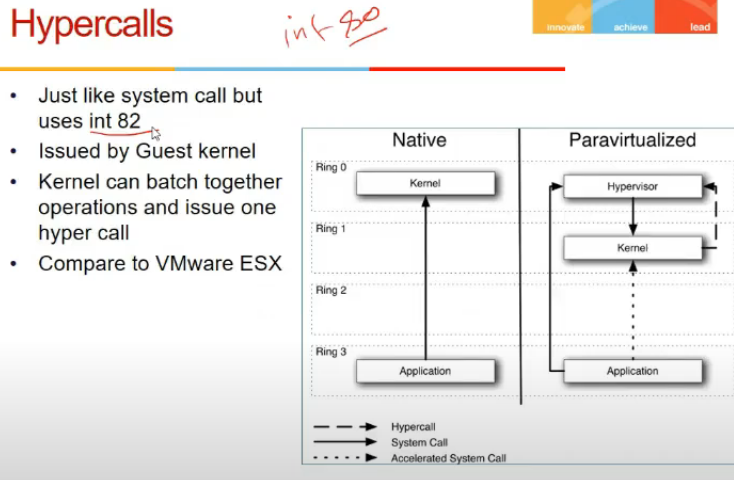 Hypercalls
int 80
innovate achieve lead
• Just like system call but
uses int 82
• Issued by Guest kernel
• Kernel can batch together
operations and issue one
hyper call
• Compare to VMware ESX
Native
Paravirtualized
Ring 0
Kernel
Hypervisor
Ring 1
Kernel
Ring 2
Ring 3
Application
Application
Hypercall
System Call
Accelerated System Call